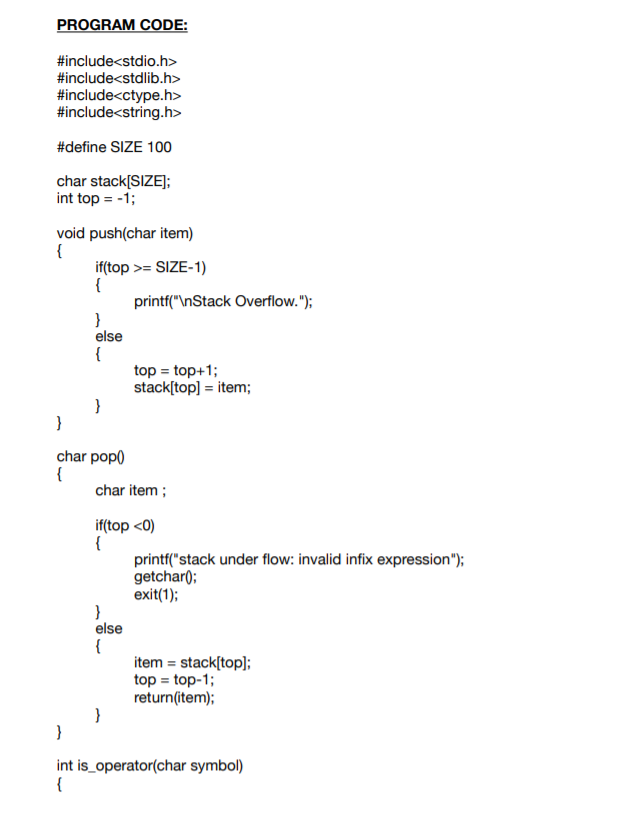 PROGRAM CODE:
#include<stdio.h>
#include<stdlib.h>
#include<ctype.h>
#include<string.h>
#define SIZE 100
char stack[SIZE];
int top = -1;
void push(char item)
{
if(top >= SIZE-1)
{
printf("\nStack Overflow.");
}
else
{
top = top+1;
stack[top] = item;
}
}
char pop()
{
char item ;
if(top <0)
{
printf("stack under flow: invalid infix expression");
getchar();
exit(1);
}
else
{
item = stack[top];
top = top-1;
return(item);
}
}
int is_operator(char symbol)
{